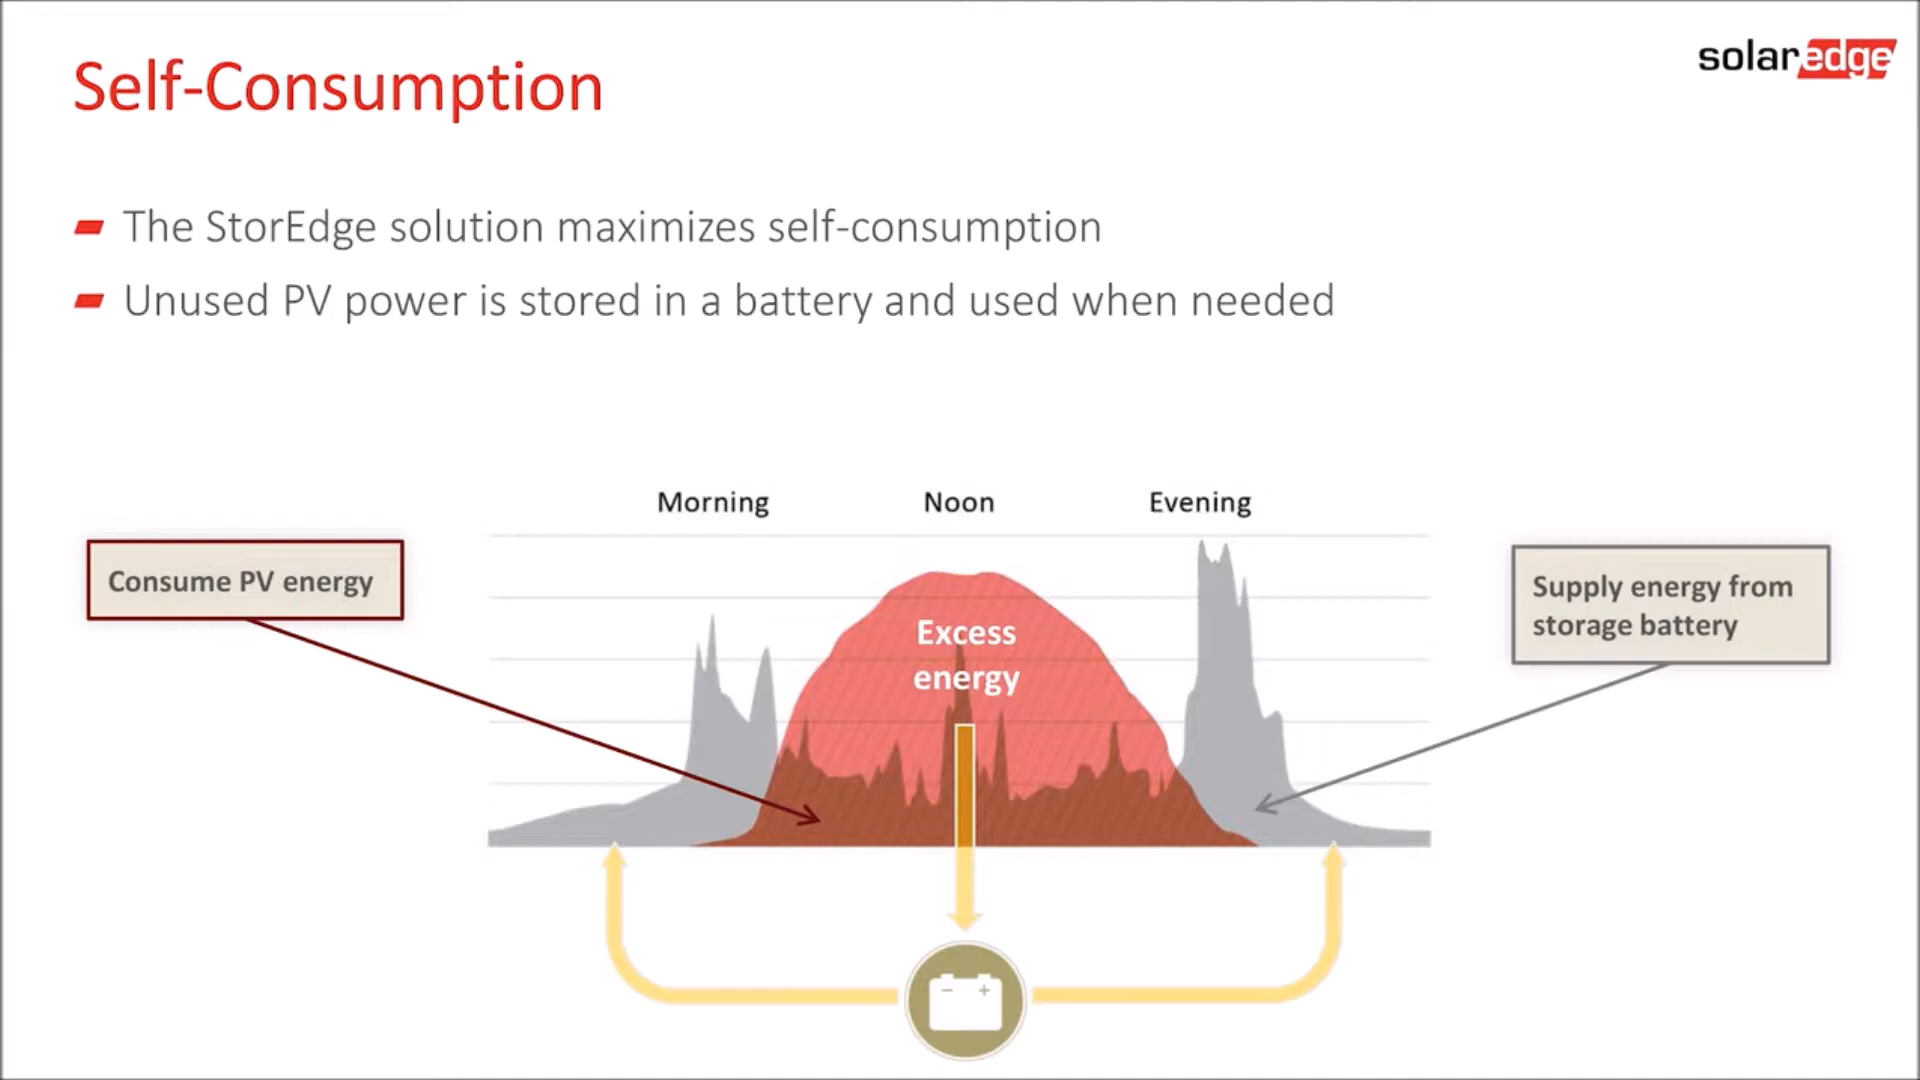 Self-Consumption
solaredge
The StorEdge solution maximizes self-consumption
Unused PV power is stored in a battery and used when needed
Morning Noon Evening
Consume PV energy
Supply energy from
storage battery
Excess
energy
- +